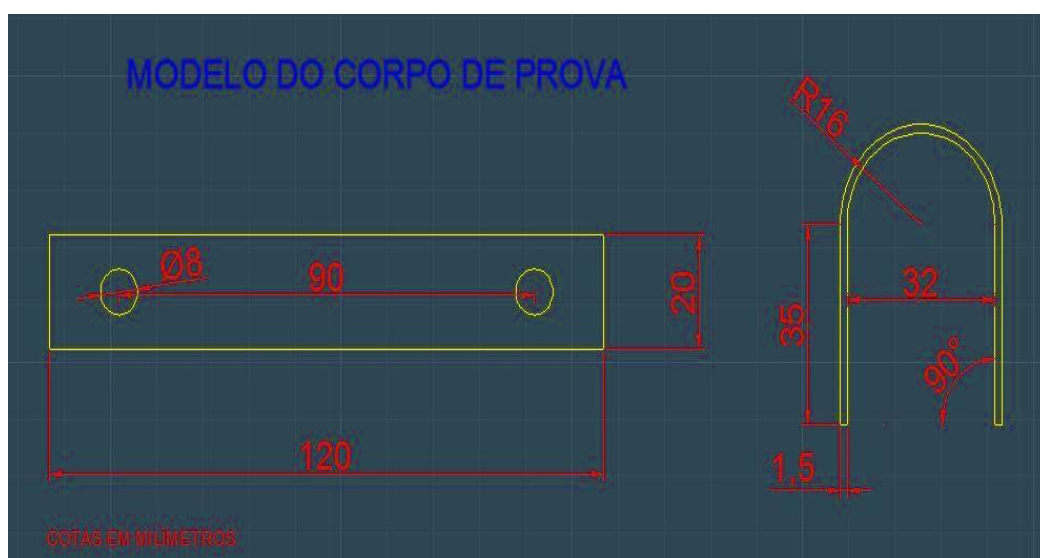 MODELO DO CORPO DE PROVA
R16
Ø8
90
20
35
32
90°
120
1,5
COTAS EM MILÍMETROS